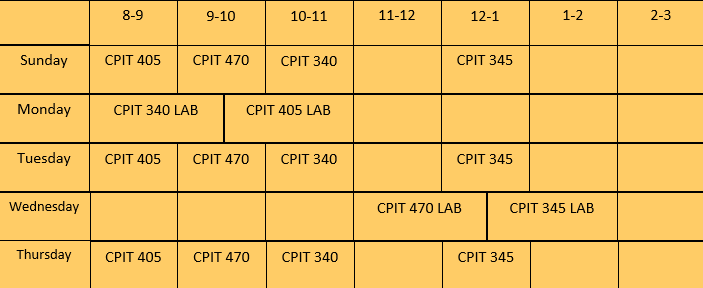 8-9 9-10 10-11 11-12 12-1 1-2 2-3
Sunday CPIT 405 CPIT 470 CPIT 340 CPIT 345
Monday CPIT 340 LAB CPIT 405 LAB
Tuesday CPIT 405 CPIT 470 CPIT 340 CPIT 345
Wednesday CPIT 470 LAB CPIT 345 LAB
Thursday CPIT 405 CPIT 470 CPIT 340 CPIT 345